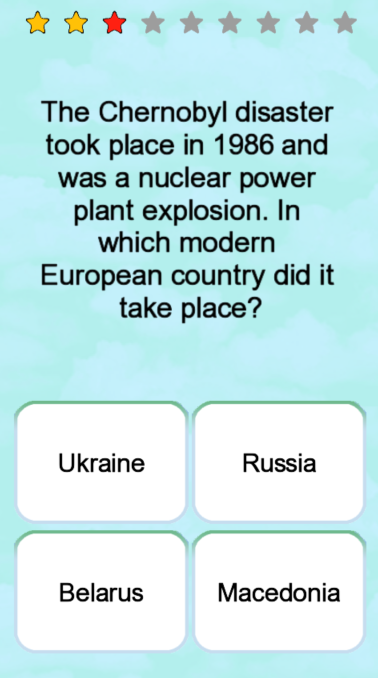 The Chernobyl disaster
took place in 1986 and
was a nuclear power
plant explosion. In
which modern
European country did it
take place?
Ukraine
Russia
Belarus
Macedonia